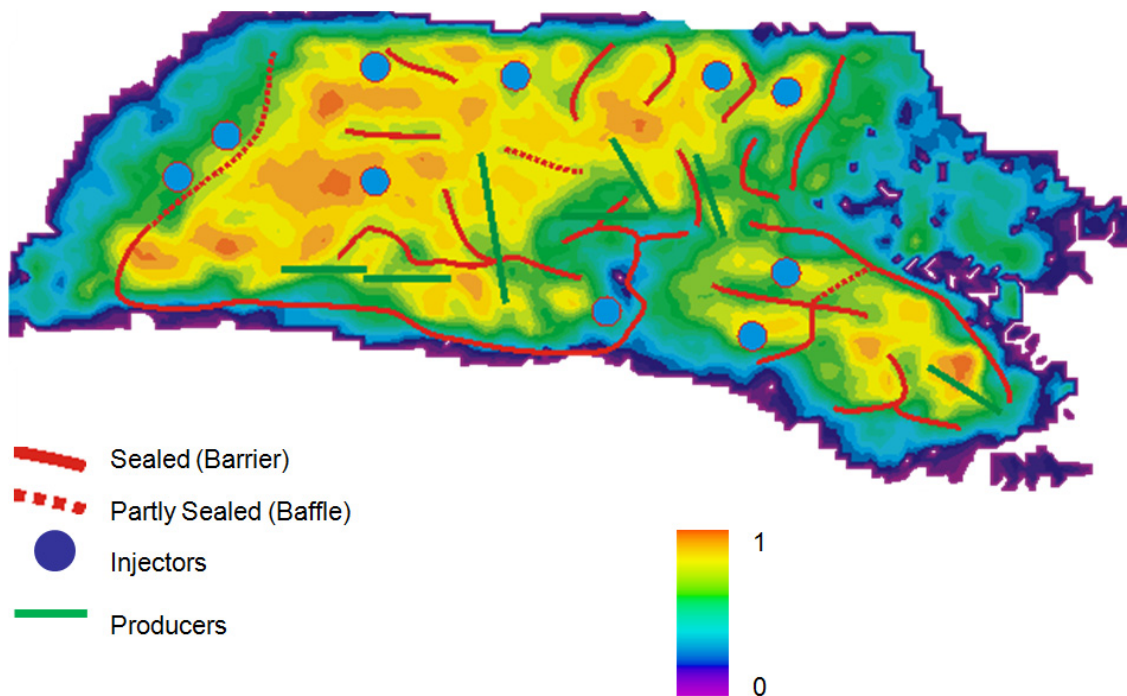 Sealed (Barrier)
Partly Sealed (Baffle)
Injectors
Producers
1
0